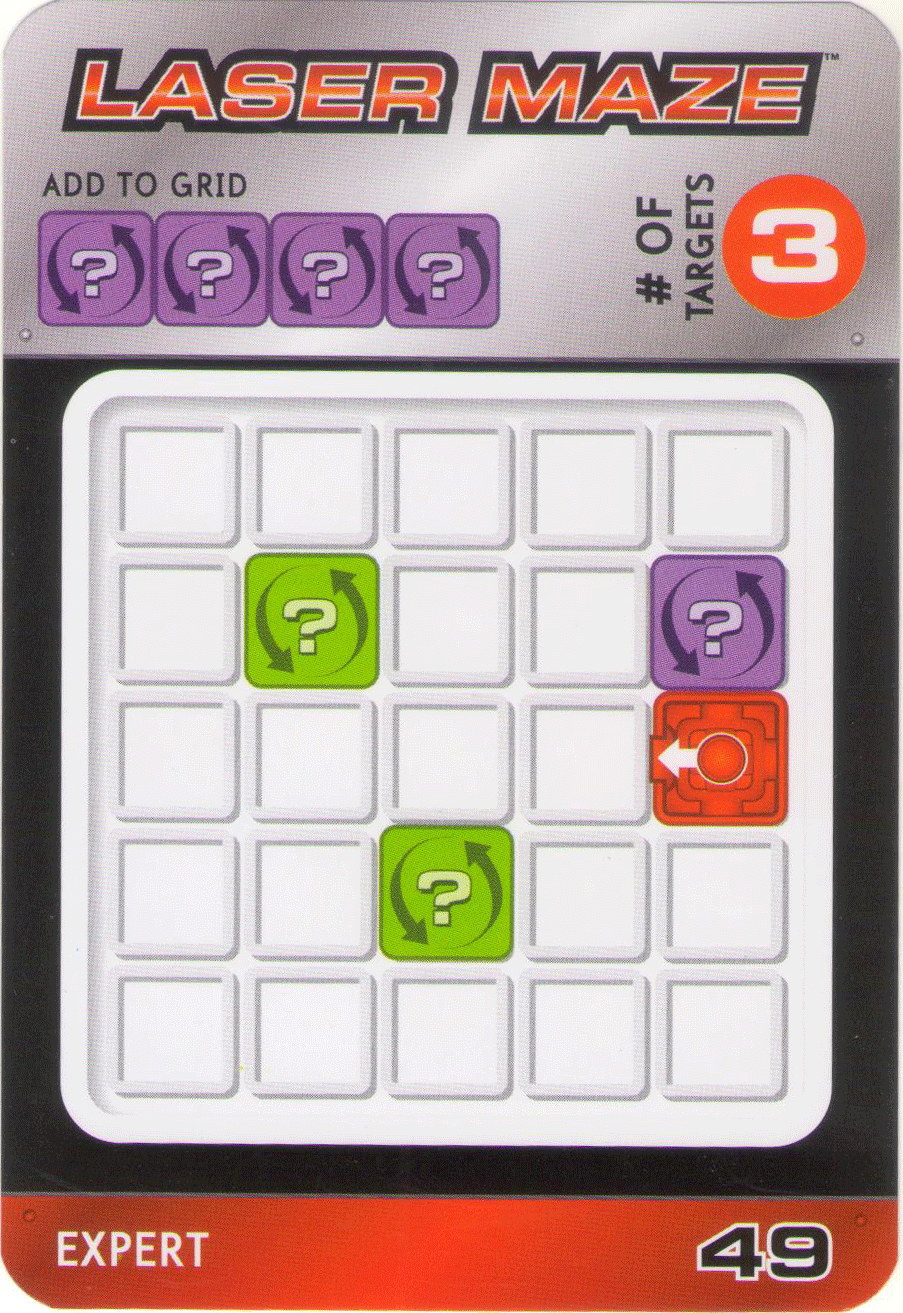 LASER MAZE™
ADD TO GRID
? ? ? ?
# OF
TARGETS
3
? ?
?
EXPERT
49